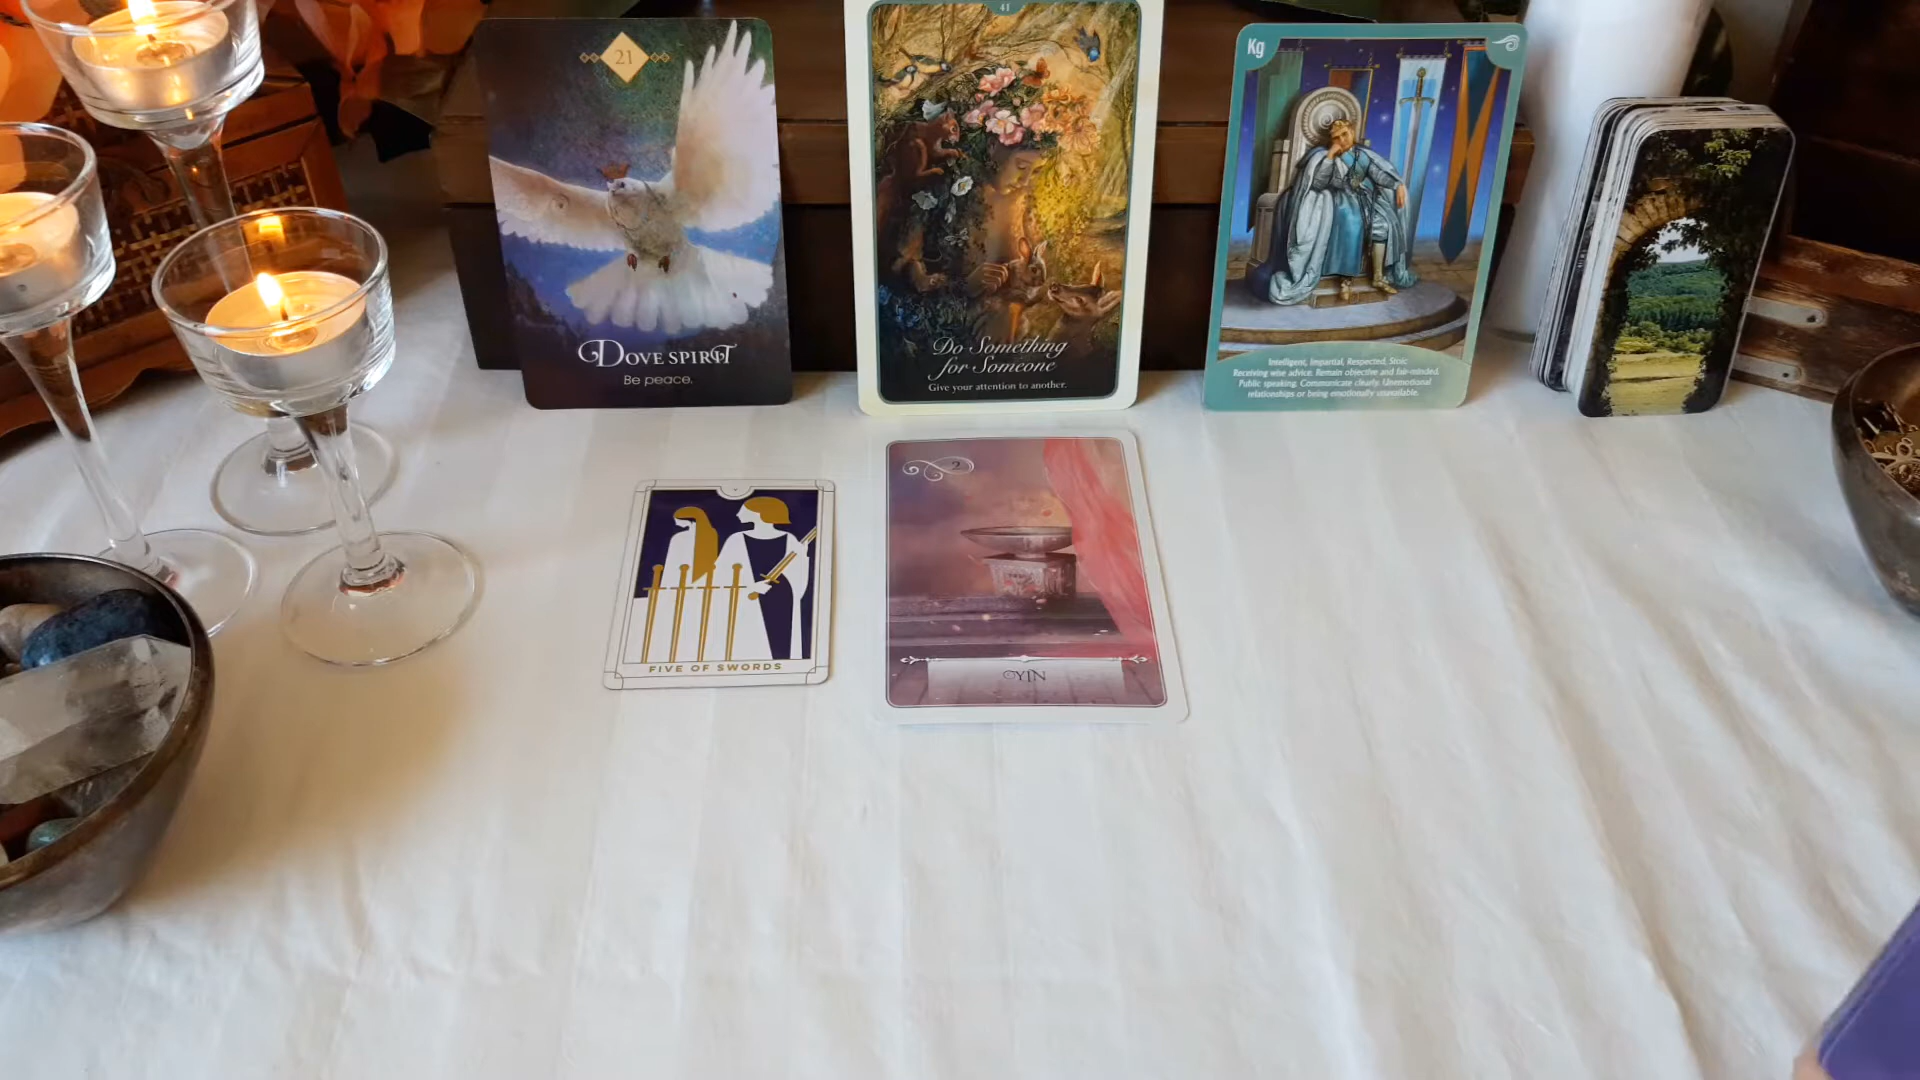 21
DOVE SPIRIT
Be peace.
41
Do Something
for Someone
Give your attention to another.
Kg
Intelligent, Impartial, Respected, Stoic
Receiving wise advice. Remain objective and fair-minded.
Public speaking. Communicate clearly. Unemotional
relationships or being emotionally unavailable.
V
FIVE OF SWORDS
2
YIN